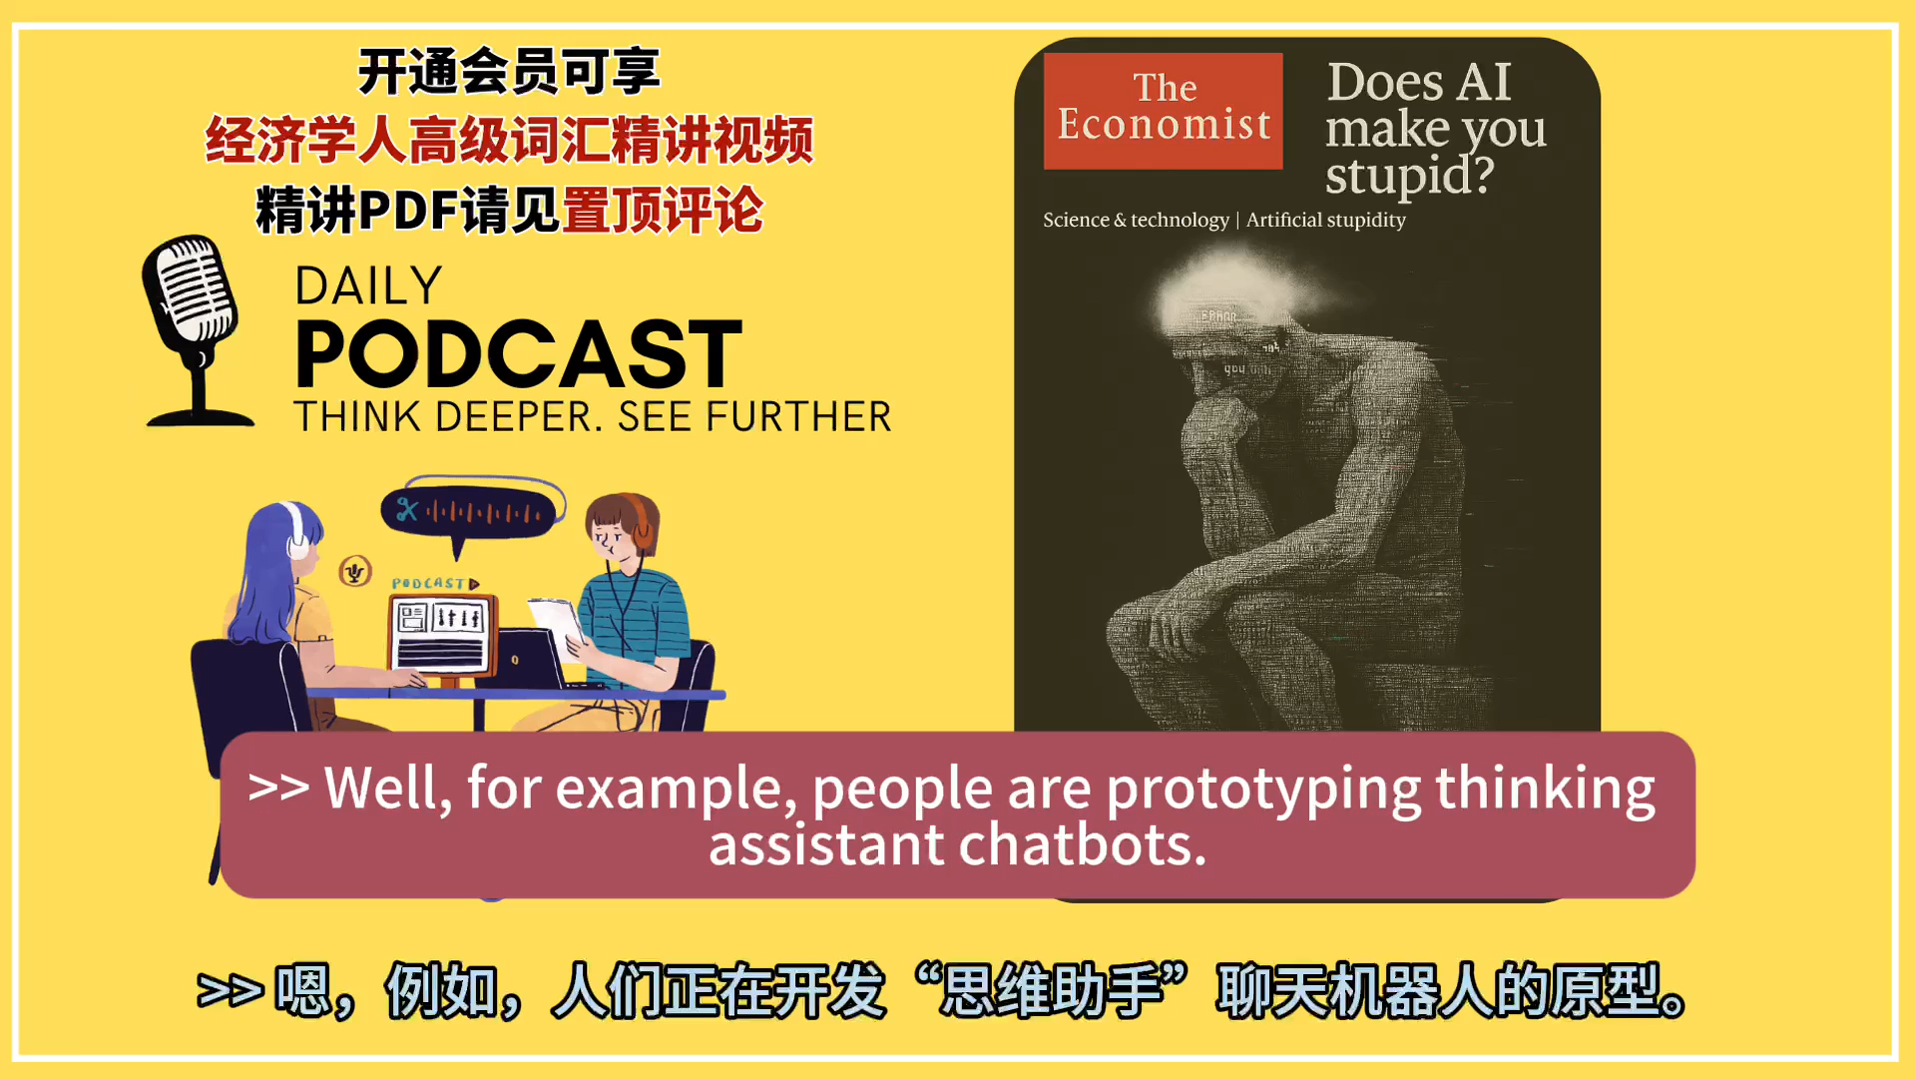 开通会员可享
经济学人高级词汇精讲视频
精讲PDF请见置顶评论
DAILY
PODCAST
THINK DEEPER. SEE FURTHER
PODCAST
The
Economist
Does AI
make you
stupid?
Science & technology | Artificial stupidity
>> Well, for example, people are prototyping thinking
assistant chatbots.
>> 嗯，例如，人们正在开发“思维助手”聊天机器人的原型。